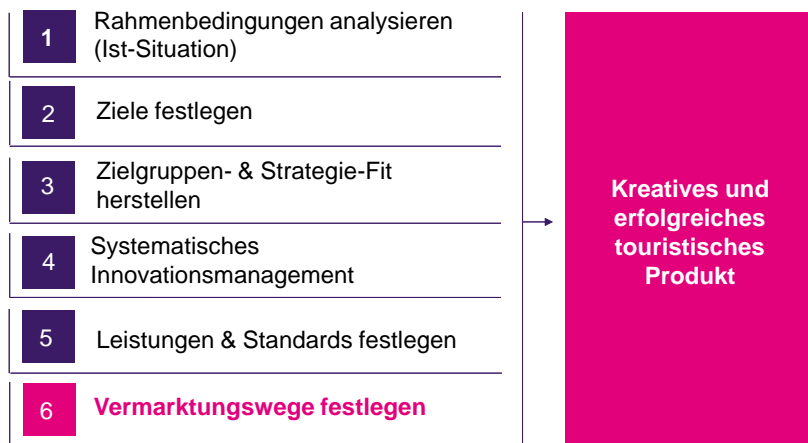 1
Rahmenbedingungen analysieren
(Ist-Situation)
2
Ziele festlegen
3
Zielgruppen- & Strategie-Fit
herstellen
4
Systematisches
Innovationsmanagement
5
Leistungen & Standards festlegen
6
Vermarktungswege festlegen
Kreatives und
erfolgreiches
touristisches
Produkt